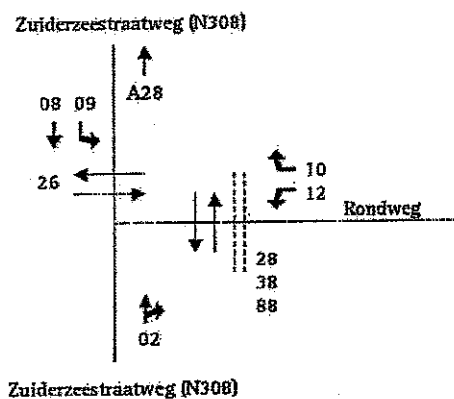 Zuiderzeestraatweg (N308)
A28
08 09
26
10
12
Rondweg
28
38
88
02
Zuiderzeestraatweg (N308)